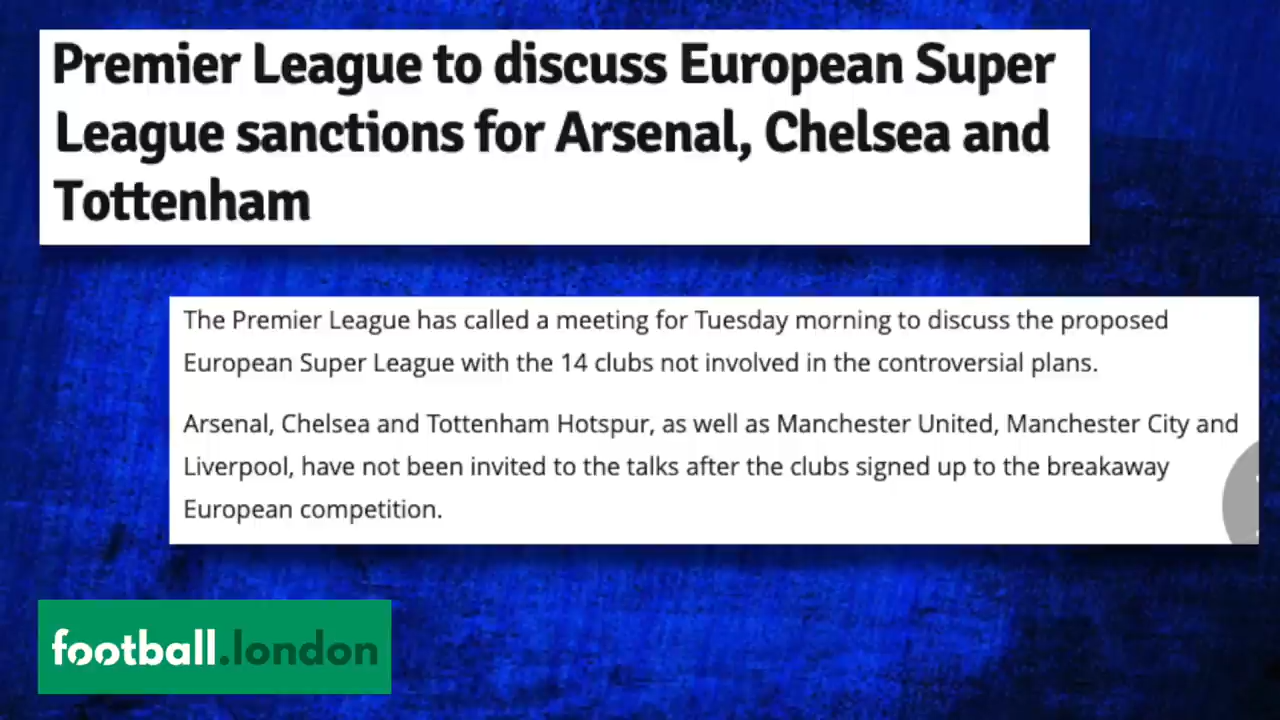 Premier League to discuss European Super
League sanctions for Arsenal, Chelsea and
Tottenham
The Premier League has called a meeting for Tuesday morning to discuss the proposed
European Super League with the 14 clubs not involved in the controversial plans.
Arsenal, Chelsea and Tottenham Hotspur, as well as Manchester United, Manchester City and
Liverpool, have not been invited to the talks after the clubs signed up to the breakaway
European competition.
football.london